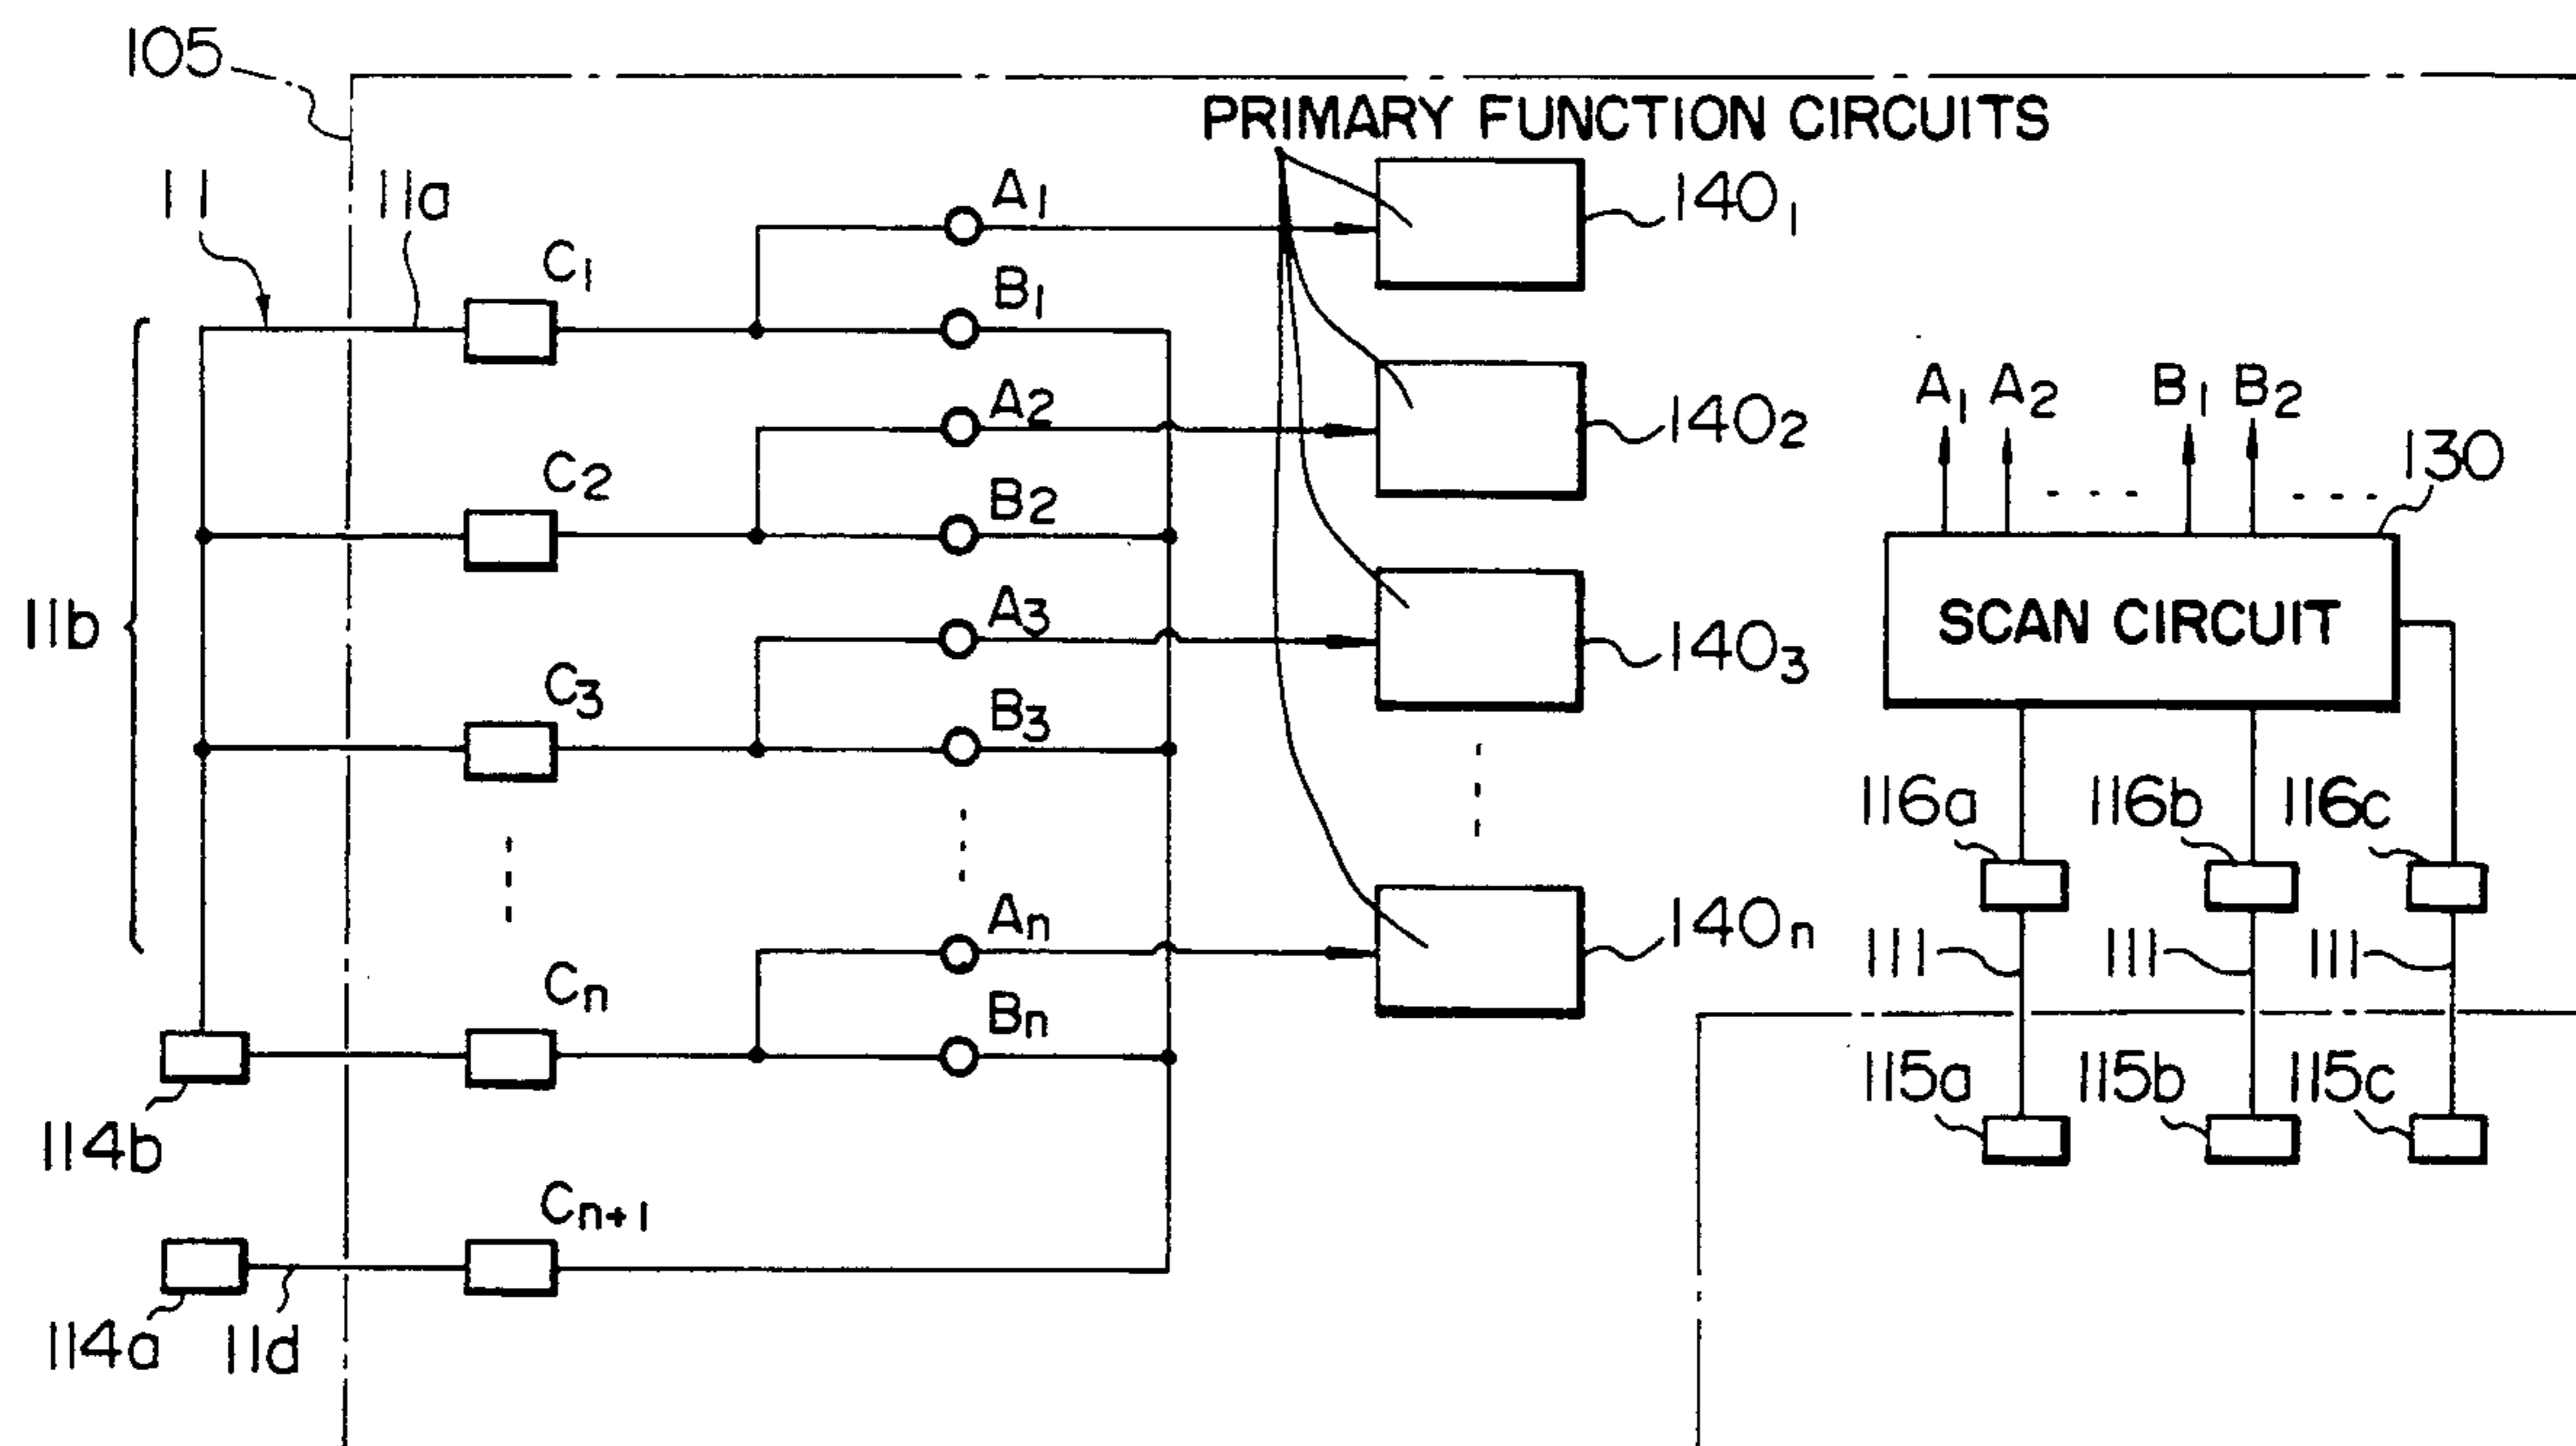 105
PRIMARY FUNCTION CIRCUITS
11 11a
C₁ A₁ 140₁
B₁
A₂ 140₂
C₂ B₂
A₁ A₂ B₁ B₂
130
SCAN CIRCUIT
11b
A₃ 140₃
C₃ B₃
116a 116b 116c
Aₙ 140ₙ
Cₙ Bₙ
111 111 111
115a 115b 115c
114b
Cₙ₊₁
114a 11d